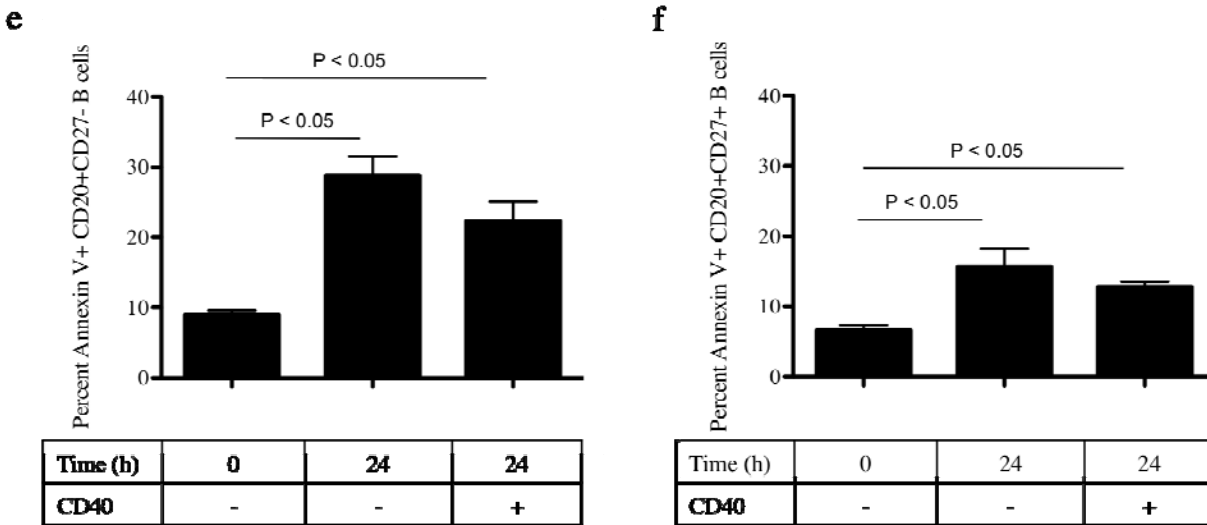 e
Percent Annexin V+ CD20+CD27- B cells
P < 0.05
P < 0.05
40
30
20
10
0
Time (h) 0 24 24
CD40 - - +
f
Percent Annexin V+ CD20+CD27+ B cells
40
30
20
10
0
P < 0.05
P < 0.05
Time (h) 0 24 24
CD40 - - +